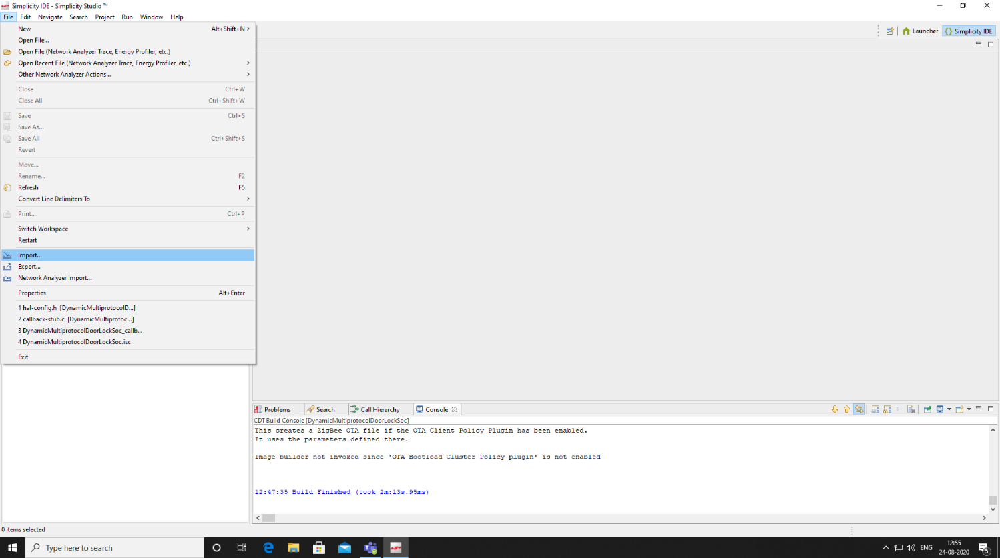 Simplicity IDE - Simplicity Studio ™
File Edit Navigate Search Project Run Window Help
New Alt+Shift+N
Open File...
Open File (Network Analyzer Trace, Energy Profiler, etc.)
Open Recent File (Network Analyzer Trace, Energy Profiler, etc.)
Other Network Analyzer Actions...
Close Ctrl+W
Close All Ctrl+Shift+W
Save Ctrl+S
Save As...
Save All Ctrl+Shift+S
Revert
Move...
Rename... F2
Refresh F5
Convert Line Delimiters To
Print... Ctrl+P
Switch Workspace
Restart
Import...
Export...
Network Analyzer Import...
Properties Alt+Enter
1 hal-config.h [DynamicMultiprotocolD...]
2 callback-stub.c [DynamicMultiprotoc...]
3 DynamicMultiprotocolDoorLockSoc_callb...
4 DynamicMultiprotocolDoorLockSoc.isc
Exit
Launcher Simplicity IDE
Problems Search Call Hierarchy Console
CDT Build Console [DynamicMultiprotocolDoorLockSoc]
This creates a ZigBee OTA file if the OTA Client Policy Plugin has been enabled.
It uses the parameters defined there.
Image-builder not invoked since 'OTA Bootload Cluster Policy plugin' is not enabled
12:47:35 Build Finished (took 2m:13s.95ms)
0 items selected
Type here to search
ENG
12:55
24-08-2020
5